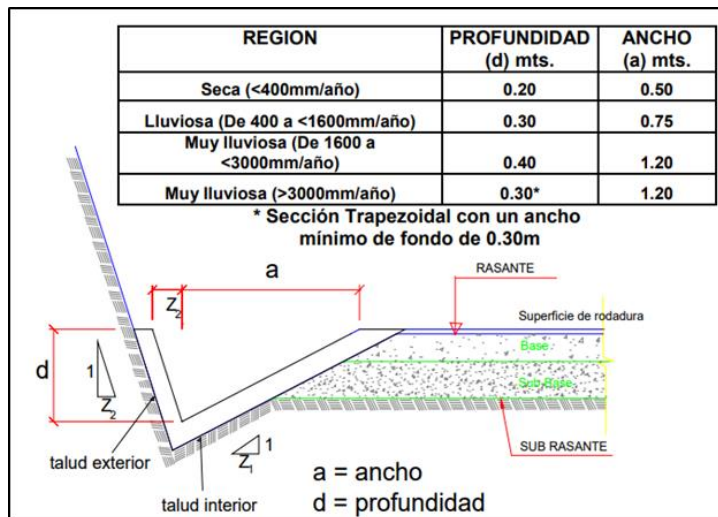 REGION PROFUNDIDAD ANCHO
(d) mts. (a) mts.
Seca (<400mm/año) 0.20 0.50
Lluviosa (De 400 a <1600mm/año) 0.30 0.75
Muy lluviosa (De 1600 a
<3000mm/año) 0.40 1.20
Muy lluviosa (>3000mm/año) 0.30* 1.20
* Sección Trapezoidal con un ancho
mínimo de fondo de 0.30m
a
RASANTE
Z2
Superficie de rodadura
Base
d
1
Z2
Sub Base
talud exterior
Z1 1
SUB RASANTE
talud interior
a = ancho
d = profundidad